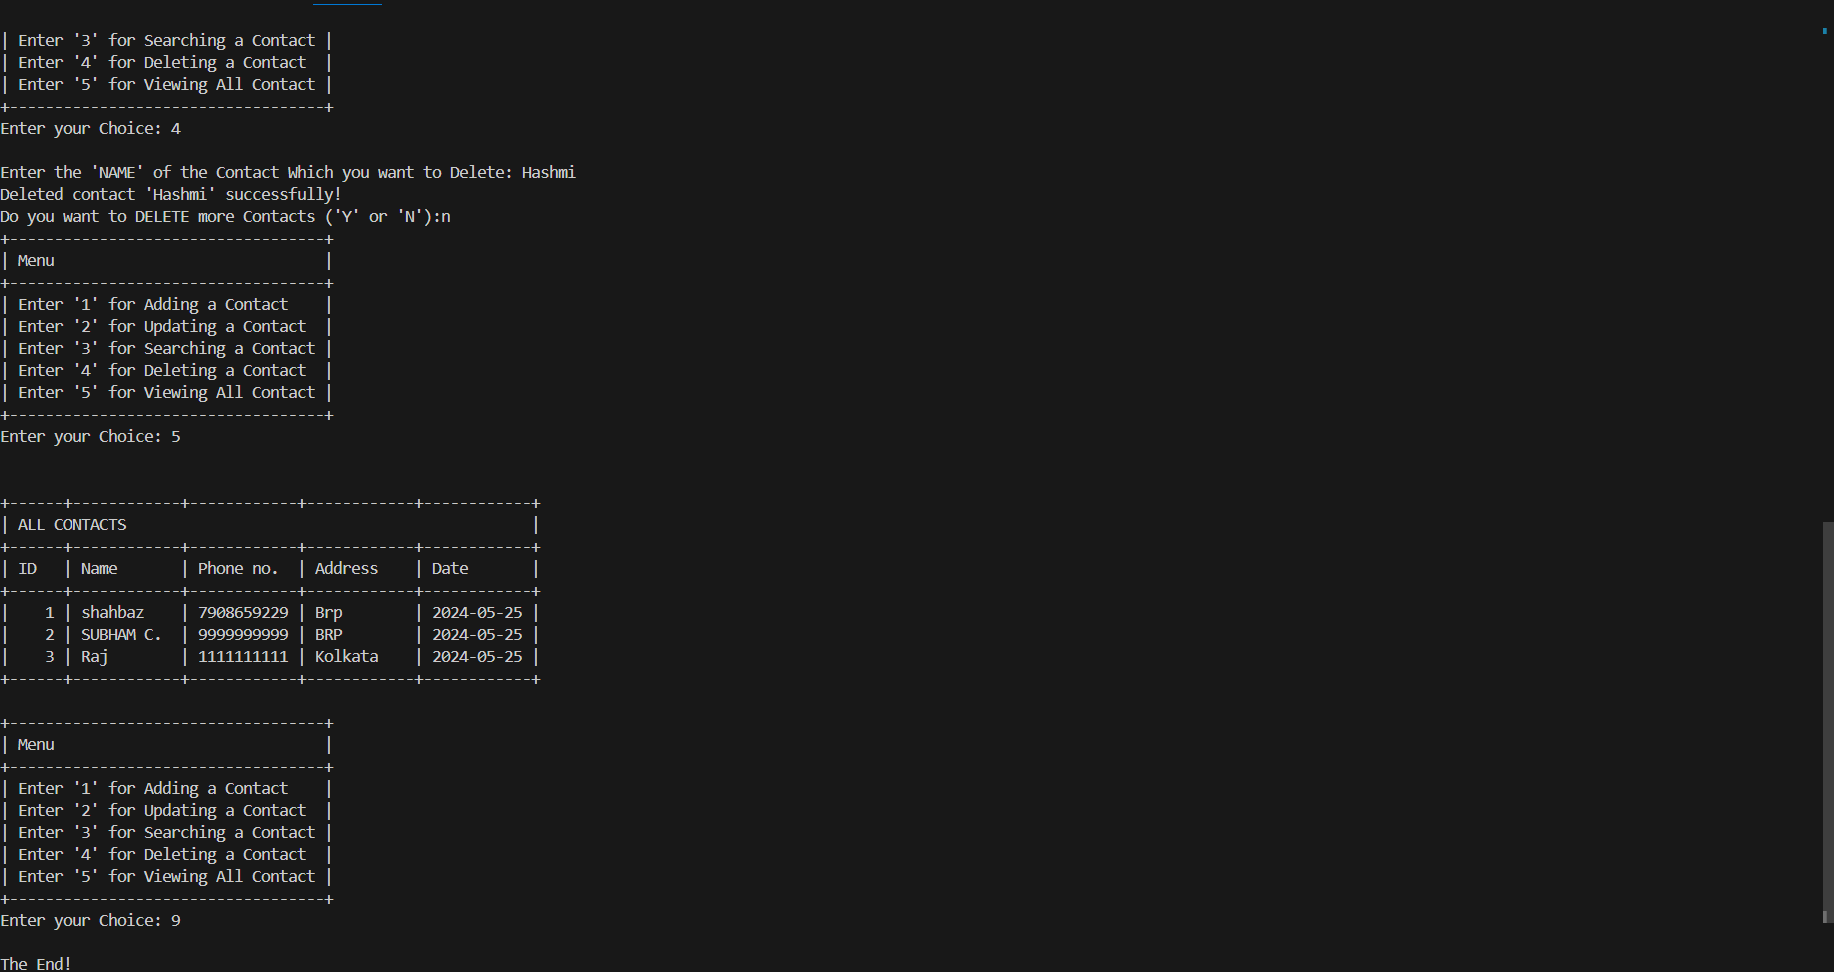 | Enter '3' for Searching a Contact |
| Enter '4' for Deleting a Contact  |
| Enter '5' for Viewing All Contact |
+-----------------------------------+
Enter your Choice: 4

Enter the 'NAME' of the Contact Which you want to Delete: Hashmi
Deleted contact 'Hashmi' successfully!
Do you want to DELETE more Contacts ('Y' or 'N'):n
+-----------------------------------+
| Menu                              |
+-----------------------------------+
| Enter '1' for Adding a Contact    |
| Enter '2' for Updating a Contact  |
| Enter '3' for Searching a Contact |
| Enter '4' for Deleting a Contact  |
| Enter '5' for Viewing All Contact |
+-----------------------------------+
Enter your Choice: 5


+------+------------+------------+------------+------------+
| ALL CONTACTS                                             |
+------+------------+------------+------------+------------+
| ID   | Name       | Phone no.  | Address    | Date       |
+------+------------+------------+------------+------------+
|    1 | shahbaz    | 7908659229 | Brp        | 2024-05-25 |
|    2 | SUBHAM C.  | 9999999999 | BRP        | 2024-05-25 |
|    3 | Raj        | 1111111111 | Kolkata    | 2024-05-25 |
+------+------------+------------+------------+------------+

+-----------------------------------+
| Menu                              |
+-----------------------------------+
| Enter '1' for Adding a Contact    |
| Enter '2' for Updating a Contact  |
| Enter '3' for Searching a Contact |
| Enter '4' for Deleting a Contact  |
| Enter '5' for Viewing All Contact |
+-----------------------------------+
Enter your Choice: 9

The End!